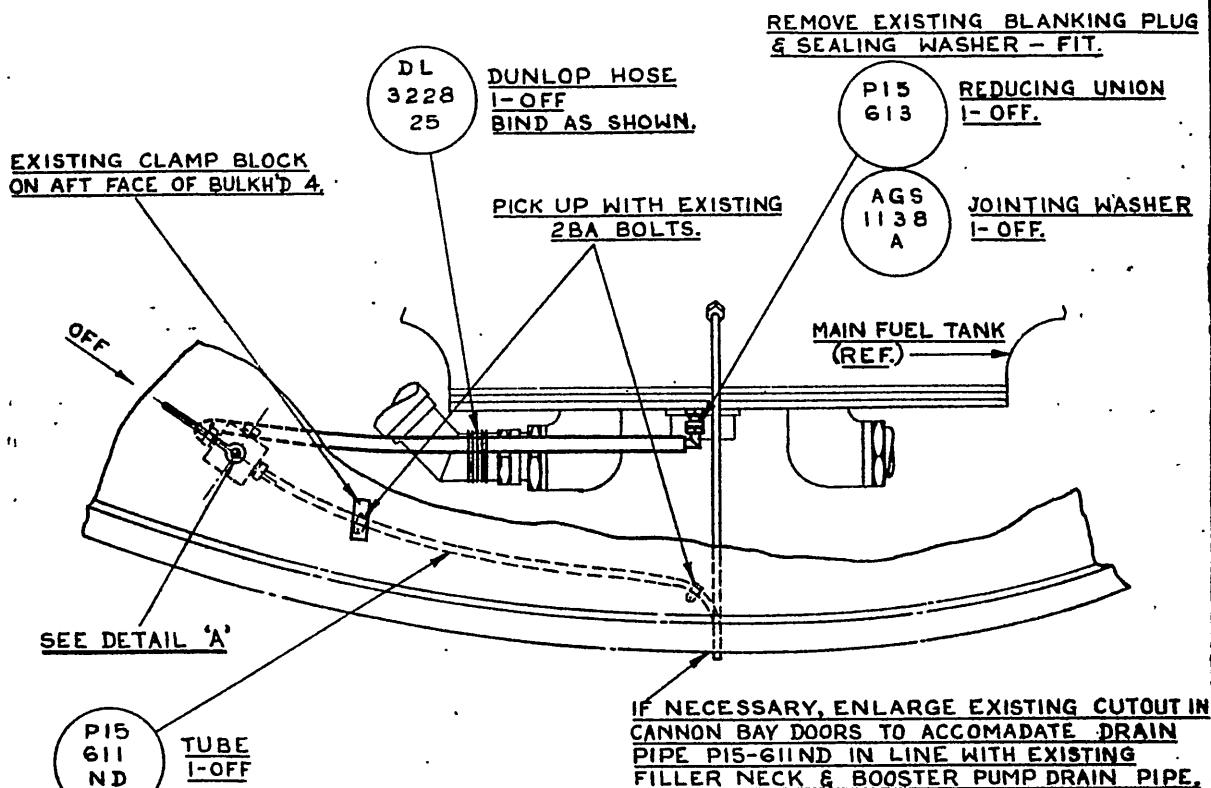 REMOVE EXISTING BLANKING PLUG
& SEALING WASHER – FIT.
DL
3228
25
DUNLOP HOSE
1-OFF
BIND AS SHOWN.
P15
613
REDUCING UNION
1-OFF.
EXISTING CLAMP BLOCK
ON AFT FACE OF BULKH'D 4.
PICK UP WITH EXISTING
2BA BOLTS.
AGS
1138
A
JOINTING WASHER
1-OFF.
OFF
MAIN FUEL TANK
(REF.)
SEE DETAIL 'A'
P15
611
ND
TUBE
1-OFF
IF NECESSARY, ENLARGE EXISTING CUTOUT IN
CANNON BAY DOORS TO ACCOMADATE DRAIN
PIPE P15-611ND IN LINE WITH EXISTING
FILLER NECK & BOOSTER PUMP DRAIN PIPE.